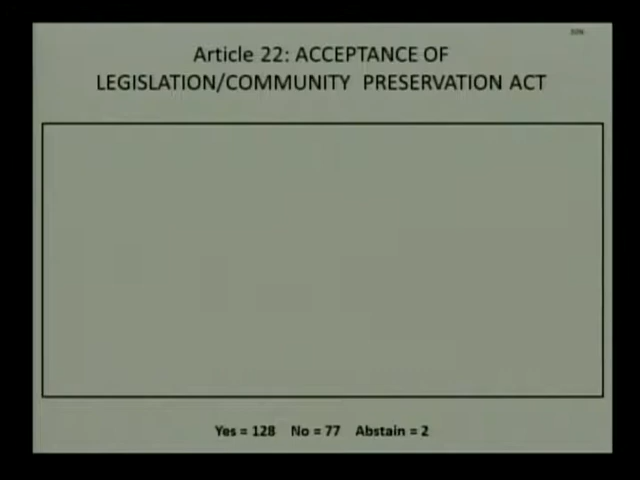 Article 22: ACCEPTANCE OF
LEGISLATION/COMMUNITY PRESERVATION ACT
Yes = 128 No = 77 Abstain = 2